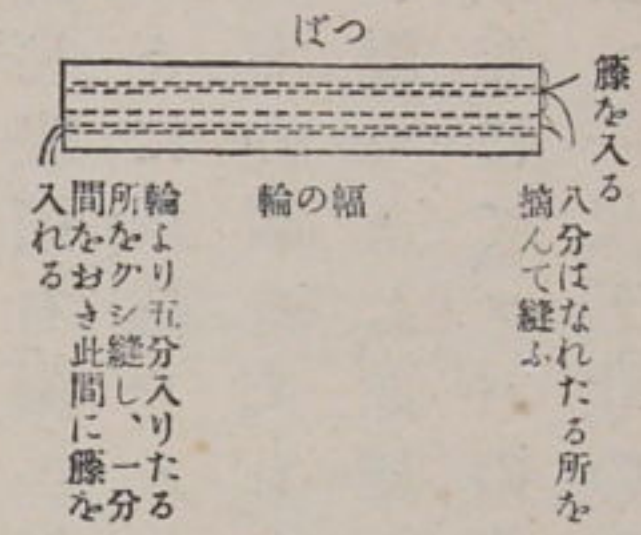 つば
籐を入る
八分はなれたる所を
摘んて縫ふ
幅の輪
輪より五分入りたる
所をグシ縫し、一分
間をおき此間に籐を
入れる